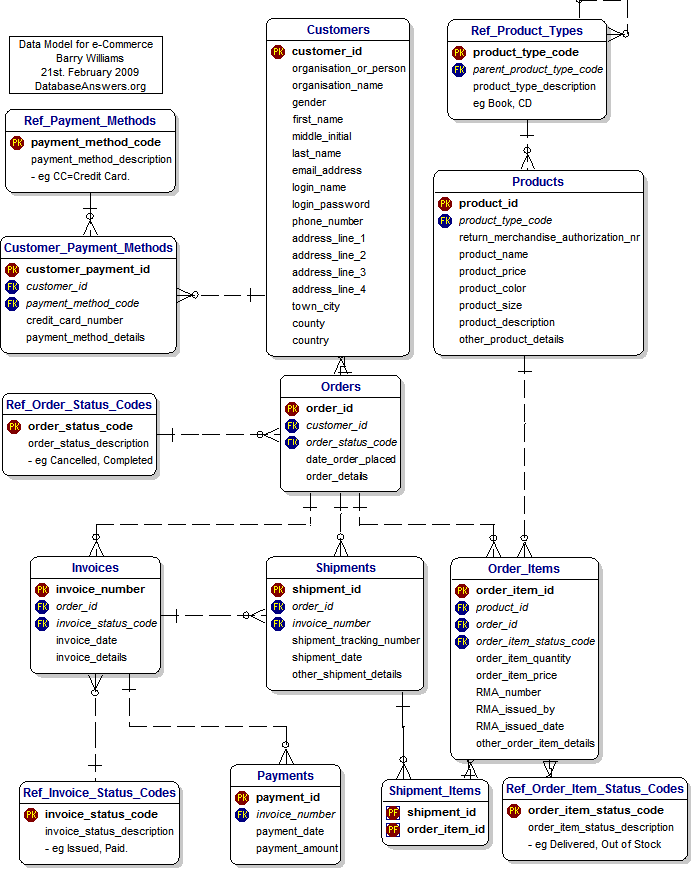 Data Model for e-Commerce
Barry Williams
21st. February 2009
DatabaseAnswers.org
Customers
PK customer_id
organisation_or_person
organisation_name
gender
first_name
middle_initial
last_name
email_address
login_name
login_password
phone_number
address_line_1
address_line_2
address_line_3
address_line_4
town_city
county
country
Ref_Product_Types
PK product_type_code
FK parent_product_type_code
product_type_description
eg Book, CD
Ref_Payment_Methods
PK payment_method_code
payment_method_description
- eg CC=Credit Card.
Products
PK product_id
FK product_type_code
return_merchandise_authorization_nr
product_name
product_price
product_color
product_size
product_description
other_product_details
Customer_Payment_Methods
PK customer_payment_id
FK customer_id
FK payment_method_code
credit_card_number
payment_method_details
Orders
PK order_id
FK customer_id
FK order_status_code
date_order_placed
order_details
Ref_Order_Status_Codes
PK order_status_code
order_status_description
- eg Cancelled, Completed
Invoices
PK invoice_number
FK order_id
FK invoice_status_code
invoice_date
invoice_details
Shipments
PK shipment_id
FK order_id
FK invoice_number
shipment_tracking_number
shipment_date
other_shipment_details
Order_Items
PK order_item_id
FK product_id
FK order_id
FK order_item_status_code
order_item_quantity
order_item_price
RMA_number
RMA_issued_by
RMA_issued_date
other_order_item_details
Ref_Invoice_Status_Codes
PK invoice_status_code
invoice_status_description
- eg Issued, Paid.
Payments
PK payment_id
FK invoice_number
payment_date
payment_amount
Shipment_Items
PF shipment_id
PF order_item_id
Ref_Order_Item_Status_Codes
PK order_item_status_code
order_item_status_description
- eg Delivered, Out of Stock